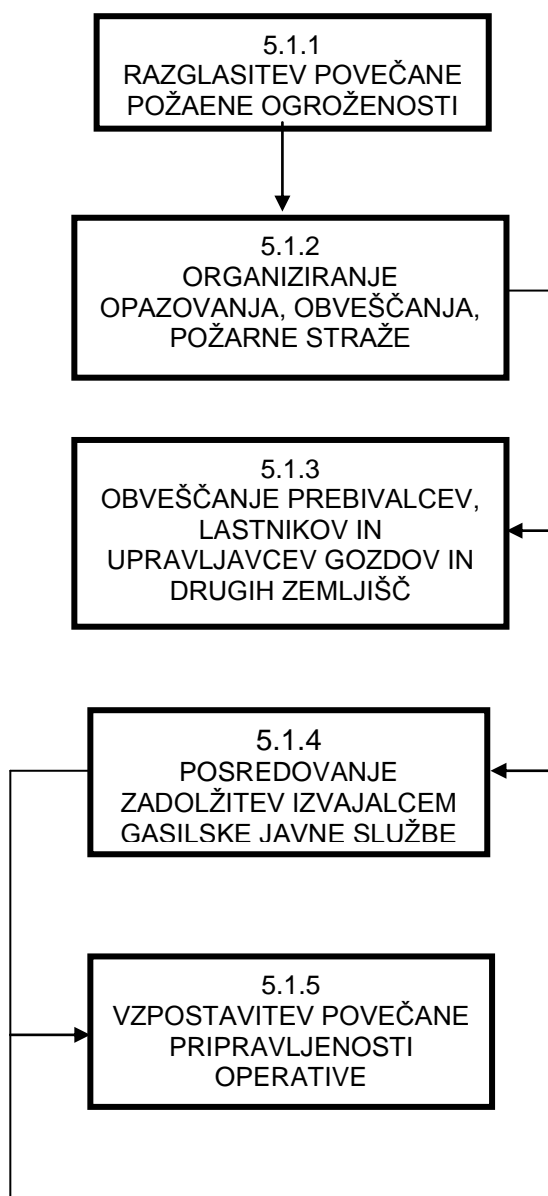 5.1.1
RAZGLASITEV POVEČANE
POŽAENE OGROŽENOSTI
5.1.2
ORGANIZIRANJE
OPAZOVANJA, OBVEŠČANJA,
POŽARNE STRAŽE
5.1.3
OBVEŠČANJE PREBIVALCEV,
LASTNIKOV IN
UPRAVLJAVCEV GOZDOV IN
DRUGIH ZEMLJIŠČ
5.1.4
POSREDOVANJE
ZADOLŽITEV IZVAJALCEM
GASILSKE JAVNE SLUŽBE
5.1.5
VZPOSTAVITEV POVEČANE
PRIPRAVLJENOSTI
OPERATIVE